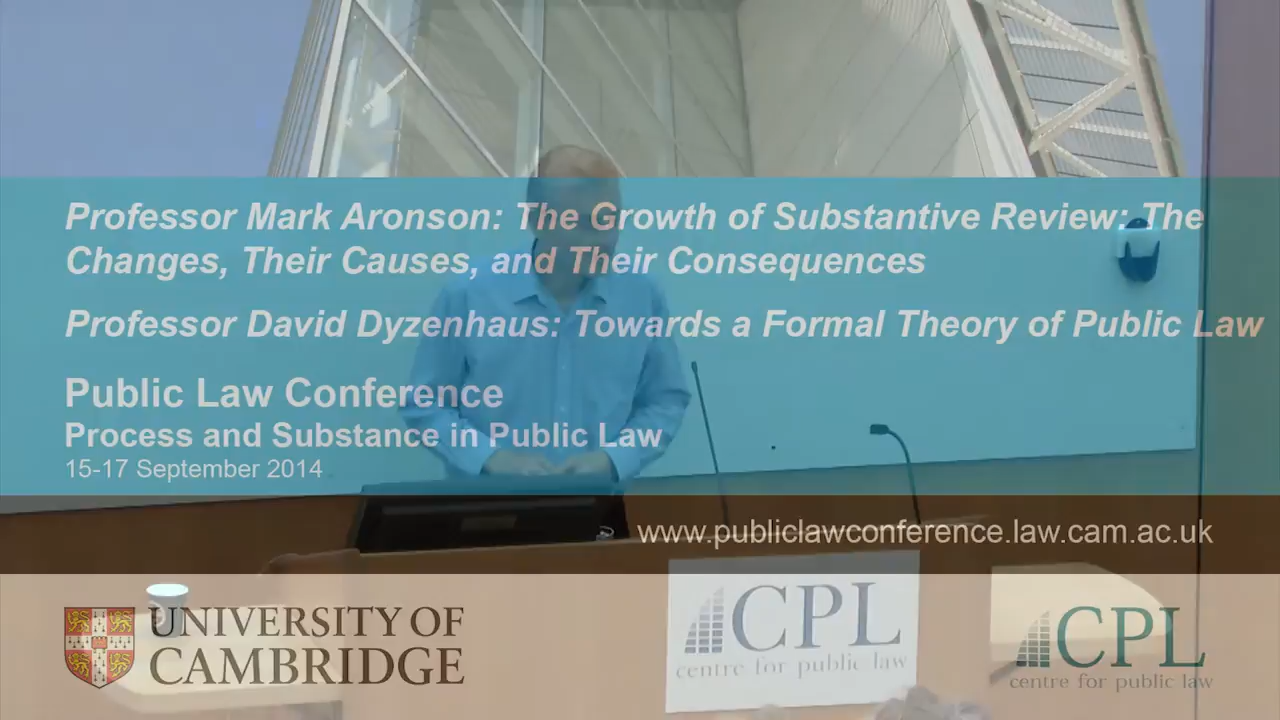 Professor Mark Aronson: The Growth of Substantive Review: The
Changes, Their Causes, and Their Consequences
Professor David Dyzenhaus: Towards a Formal Theory of Public Law
Public Law Conference
Process and Substance in Public Law
15-17 September 2014
www.publiclawconference.law.cam.ac.uk
UNIVERSITY OF
CAMBRIDGE
CPL
centre for public law
CPL
centre for public law